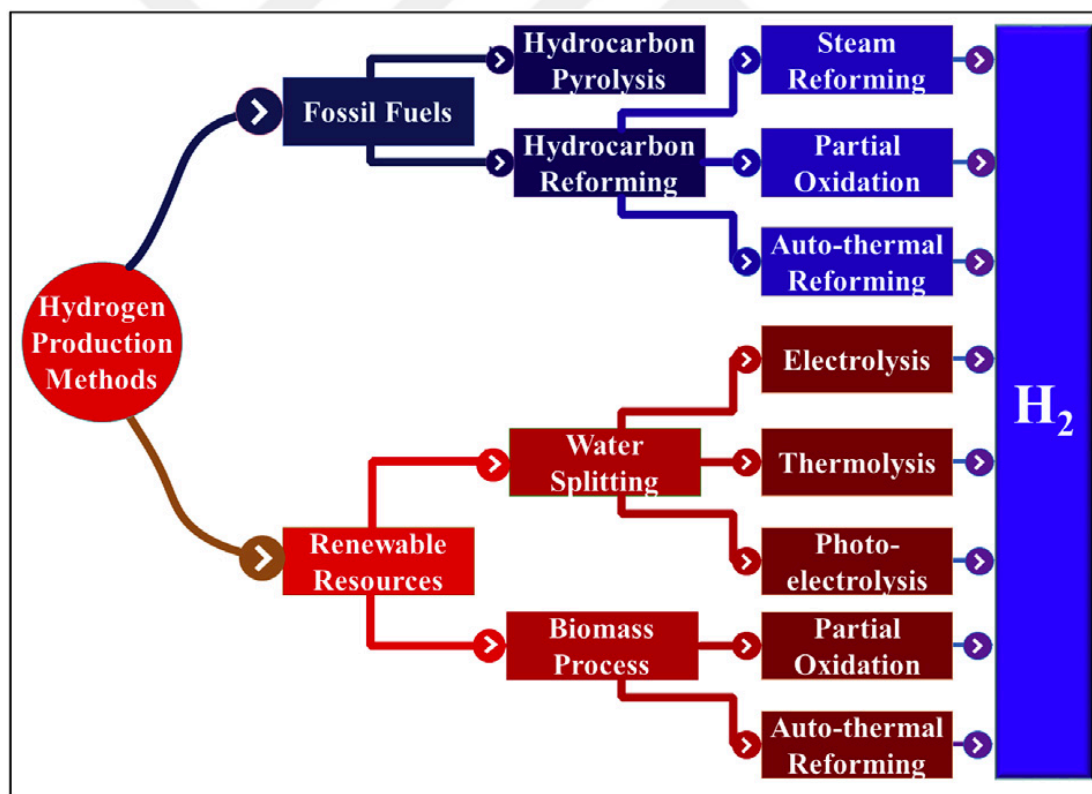 Hydrogen
Production
Methods
Fossil Fuels
Hydrocarbon
Pyrolysis
Hydrocarbon
Reforming
Steam
Reforming
Partial
Oxidation
Auto-thermal
Reforming
Renewable
Resources
Water
Splitting
Electrolysis
Thermolysis
Photo-
electrolysis
Biomass
Process
Partial
Oxidation
Auto-thermal
Reforming
H₂